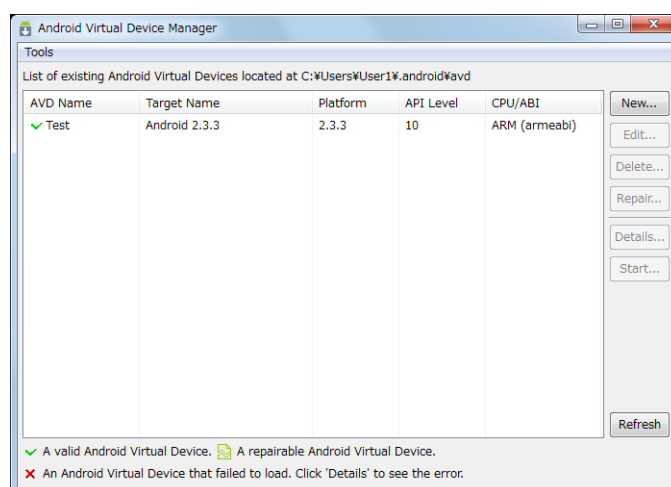 Android Virtual Device Manager
Tools
List of existing Android Virtual Devices located at C:¥Users¥User1¥.android¥avd
AVD Name Target Name Platform API Level CPU/ABI
Test Android 2.3.3 2.3.3 10 ARM (armeabi)
New...
Edit...
Delete...
Repair...
Details...
Start...
Refresh
A valid Android Virtual Device. A repairable Android Virtual Device.
An Android Virtual Device that failed to load. Click 'Details' to see the error.